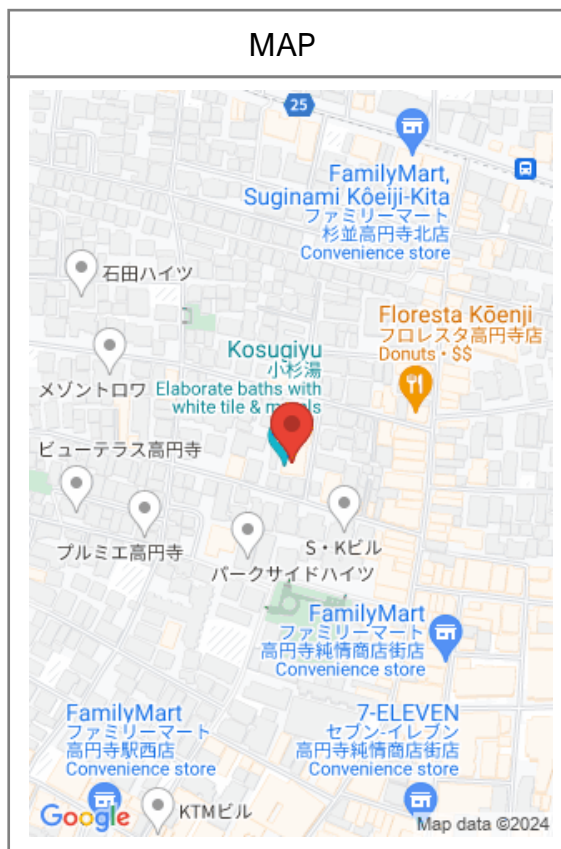 MAP
25
FamilyMart,
Suginami Kôeiji-Kita
ファミリーマート
杉並高円寺北店
Convenience store
石田ハイツ
Floresta Kōenji
フロレスタ高円寺店
Donuts • $$
Kosugiyu
小杉湯
Elaborate baths with
white tile & murals
メゾントロワ
ビューテラス高円寺
プルミエ高円寺
S・Kビル
パークサイドハイツ
FamilyMart
ファミリーマート
高円寺純情商店街店
Convenience store
FamilyMart
ファミリーマート
高円寺駅西店
Convenience store
7-ELEVEN
セブン-イレブン
高円寺純情商店街店
Convenience store
KTMビル
Google
Map data ©2024